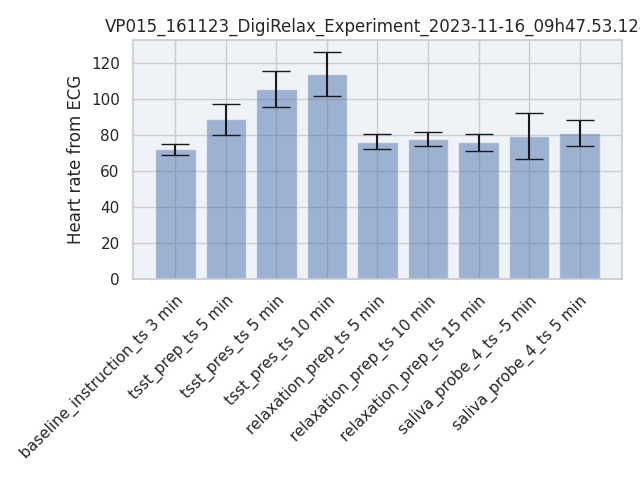 VP015_161123_DigiRelax_Experiment_2023-11-16_09h47.53.12
Heart rate from ECG
120
100
80
60
40
20
0
baseline_instruction_ts 3 min
tsst_prep_ts 5 min
tsst_pres_ts 5 min
tsst_pres_ts 10 min
relaxation_prep_ts 5 min
relaxation_prep_ts 10 min
relaxation_prep_ts 15 min
saliva_probe_4_ts -5 min
saliva_probe_4_ts 5 min